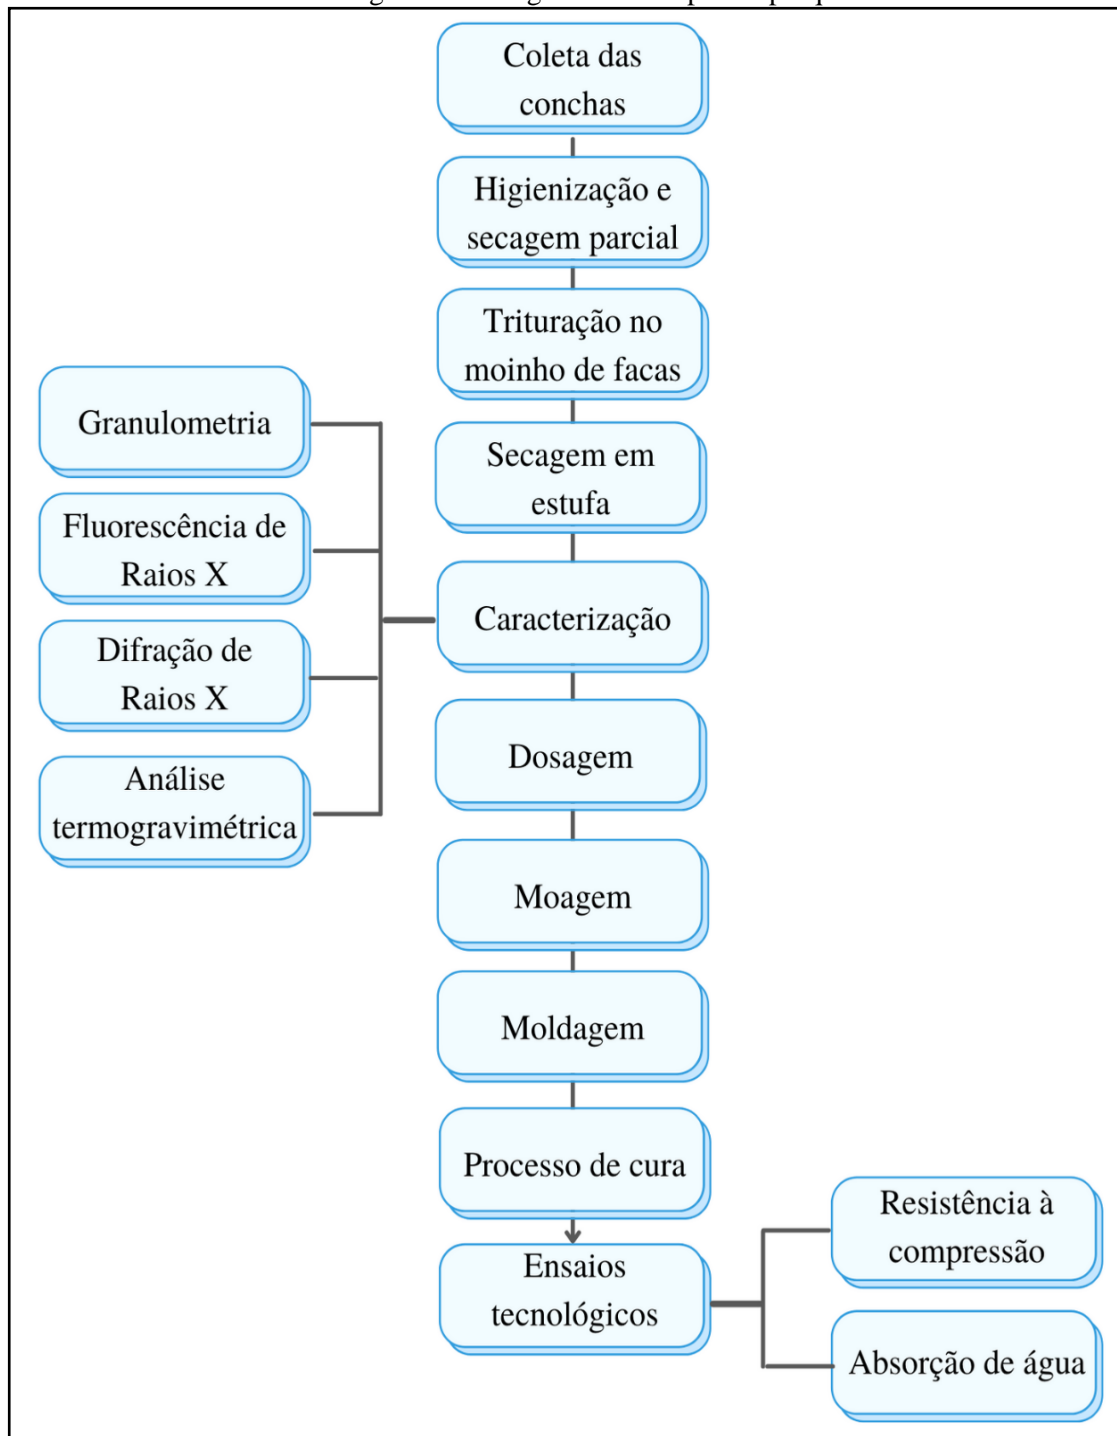 Coleta das
conchas
Higienização e
secagem parcial
Trituração no
moinho de facas
Secagem em
estufa
Caracterização
Granulometria
Fluorescência de
Raios X
Difração de
Raios X
Análise
termogravimétrica
Dosagem
Moagem
Moldagem
Processo de cura
Ensaios
tecnológicos
Resistência à
compressão
Absorção de água